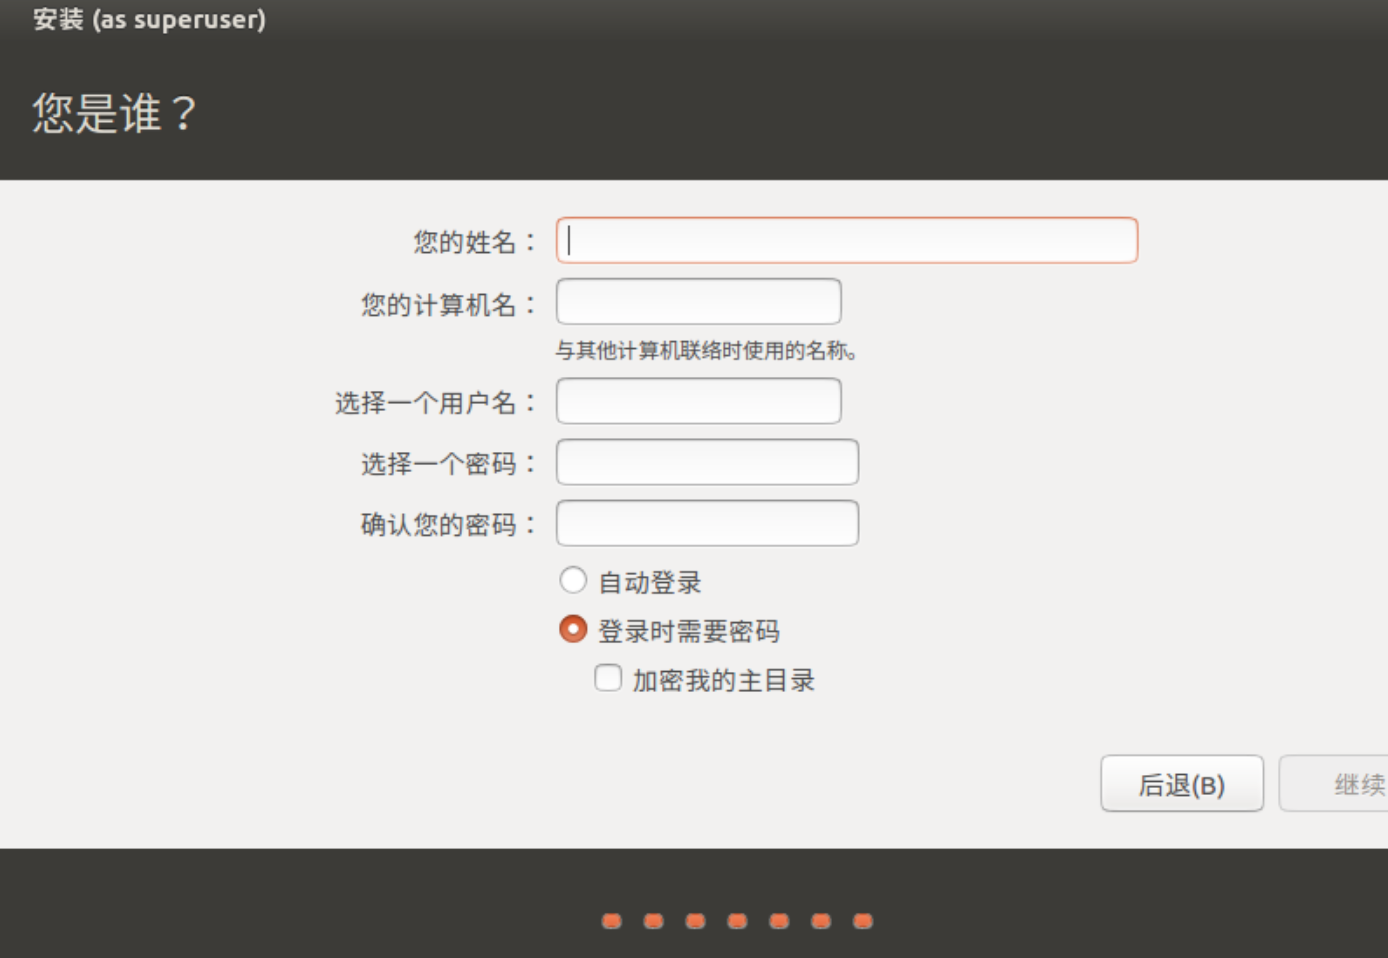 安装 (as superuser)
您是谁？
您的姓名：
您的计算机名：
与其他计算机联络时使用的名称。
选择一个用户名：
选择一个密码：
确认您的密码：
自动登录
登录时需要密码
加密我的主目录
后退(B)
继续